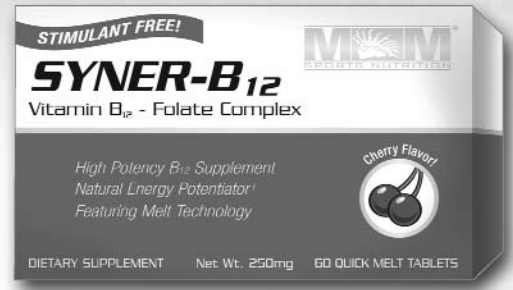 STIMULANT FREE!
M M
SPORTS NUTRITION
SYNER-B12
Vitamin B12 - Folate Complex
Cherry Flavor!
High Potency B12 Supplement
Natural Energy Potentiator†
Featuring Melt Technology
DIETARY SUPPLEMENT Net Wt. 250mg 60 QUICK MELT TABLETS